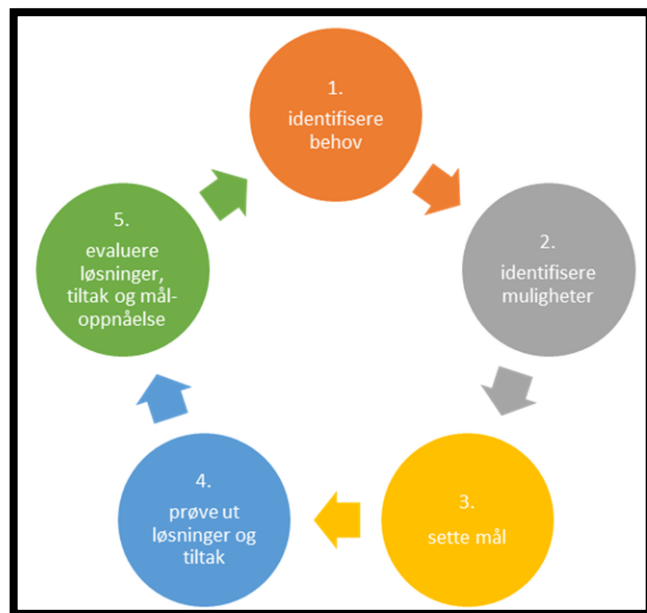 1.
identifisere
behov
2.
identifisere
muligheter
3.
sette mål
4.
prøve ut
løsninger og
tiltak
5.
evaluere
løsninger,
tiltak og mål-
oppnåelse